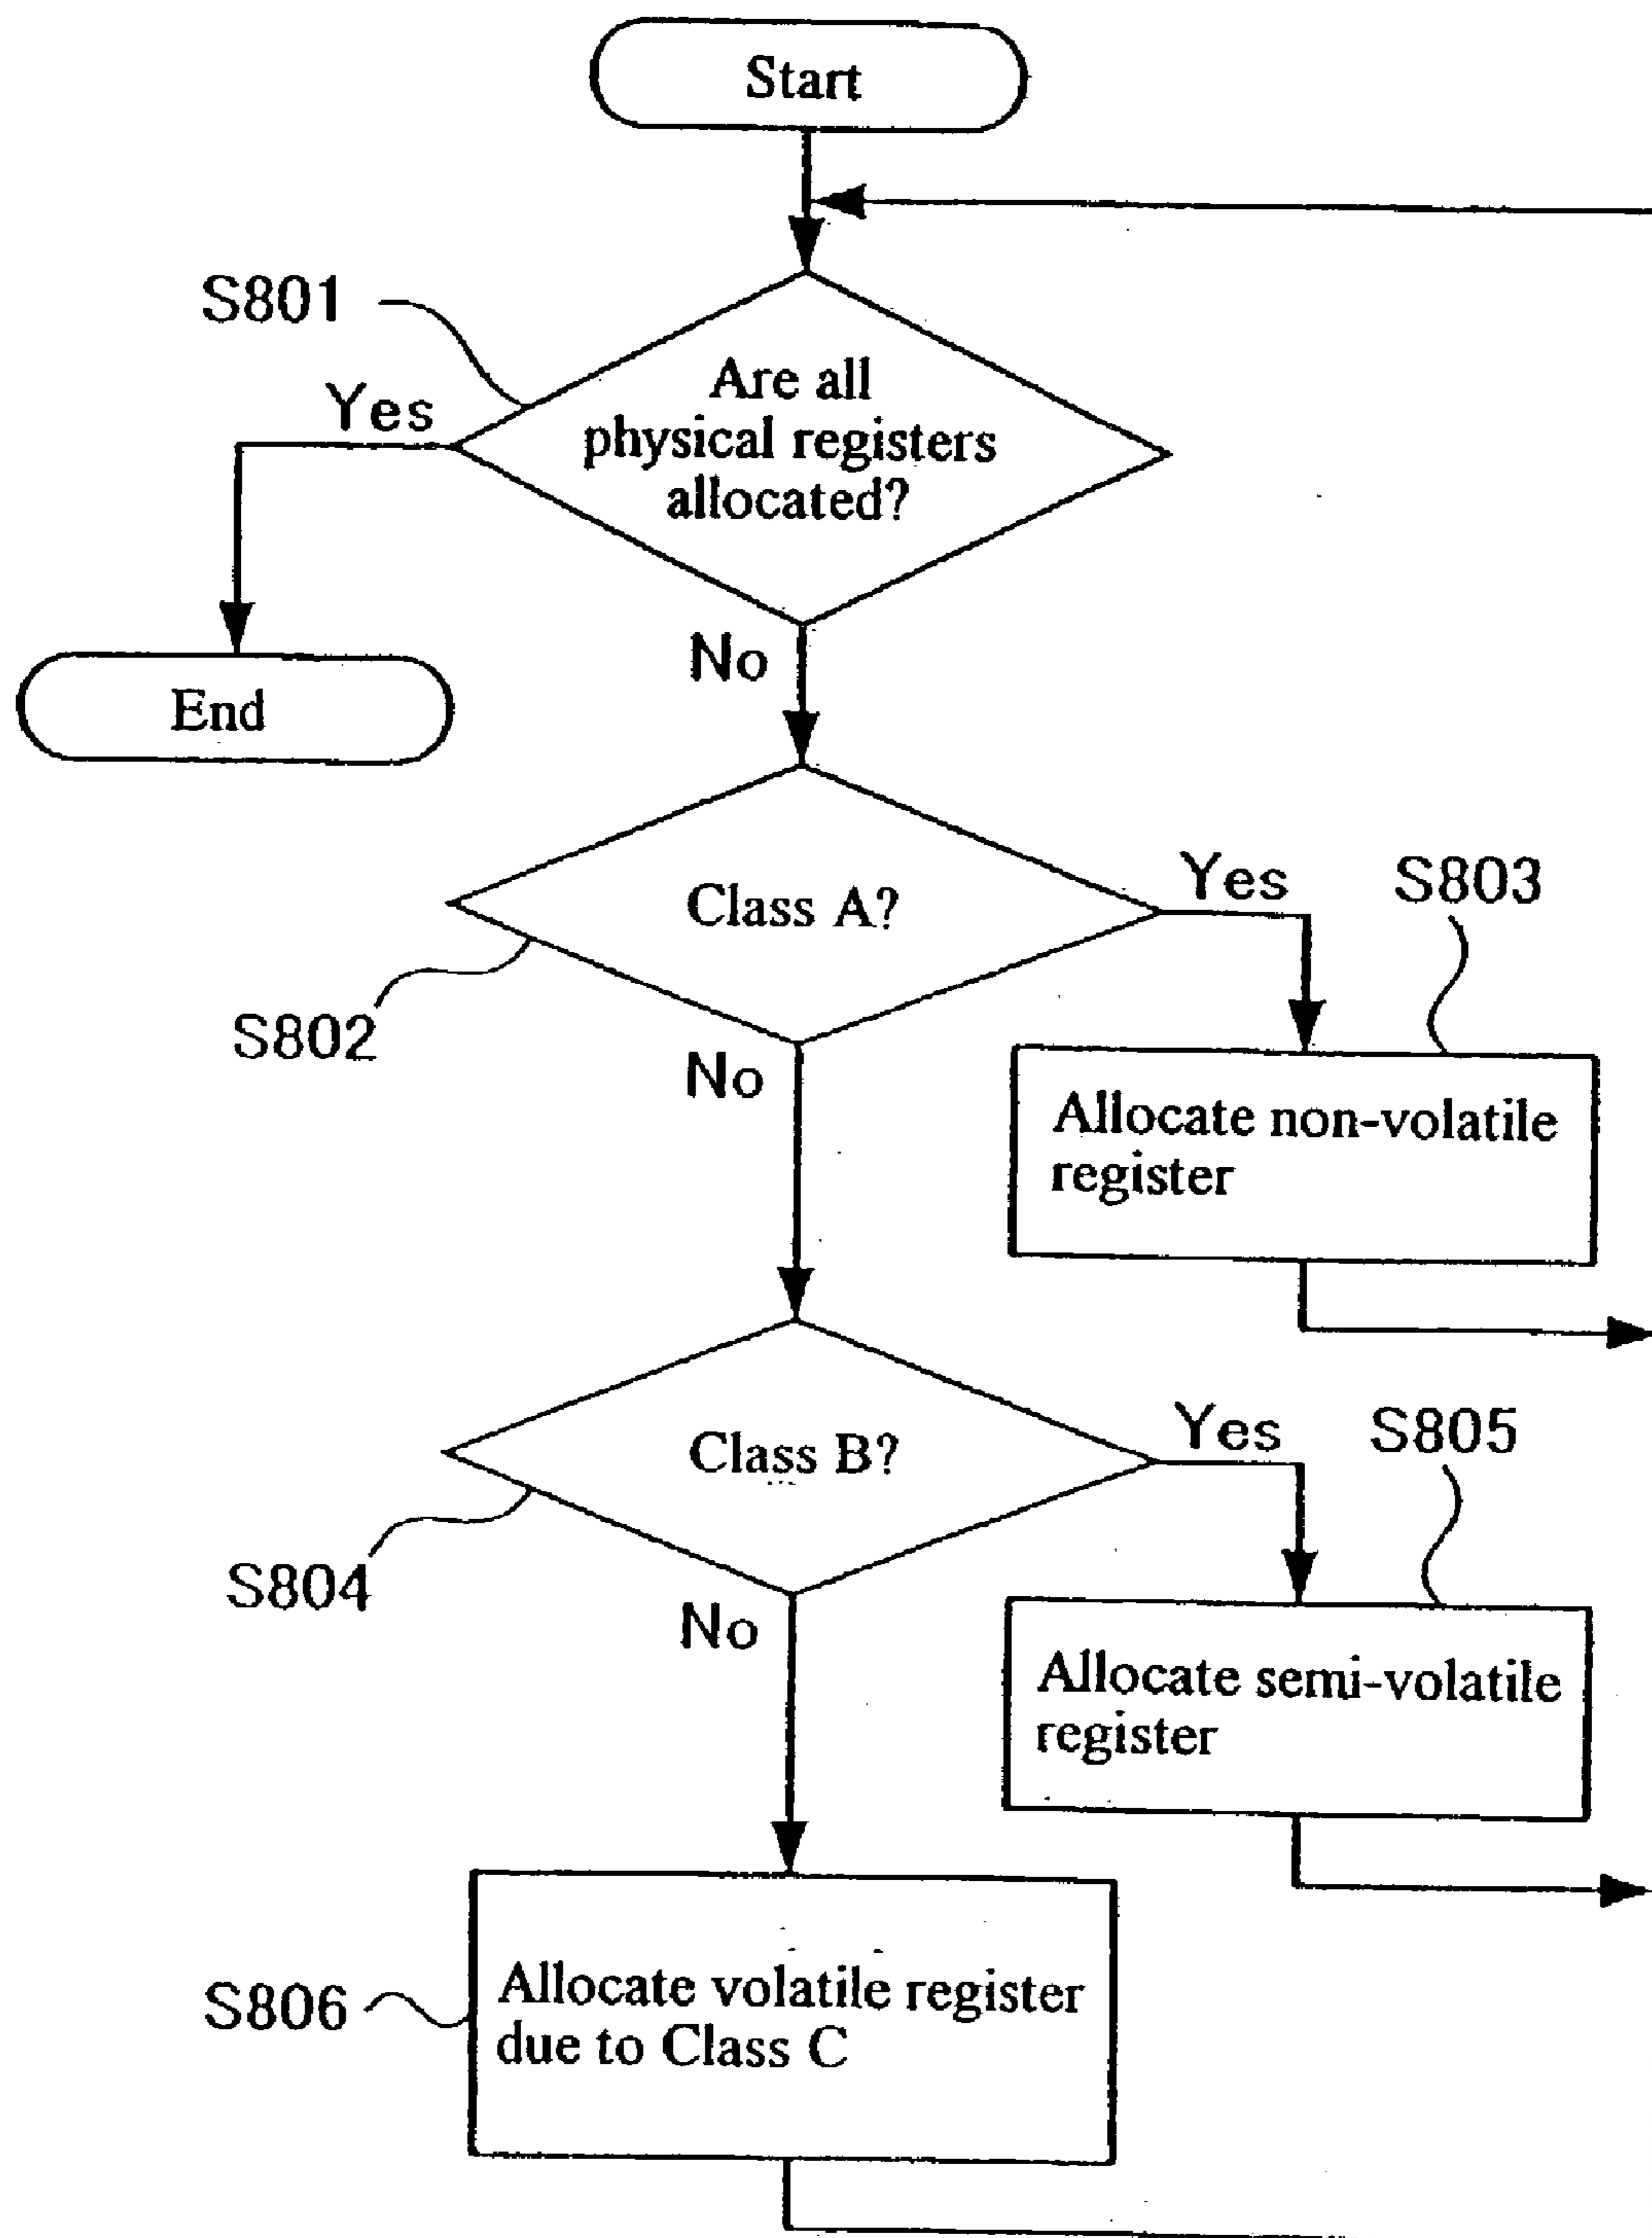 Start
S801
Yes
Are all
physical registers
allocated?
No
End
Class A?
Yes
S803
S802
No
Allocate non-volatile
register
Class B?
Yes
S805
S804
No
Allocate semi-volatile
register
S806
Allocate volatile register
due to Class C